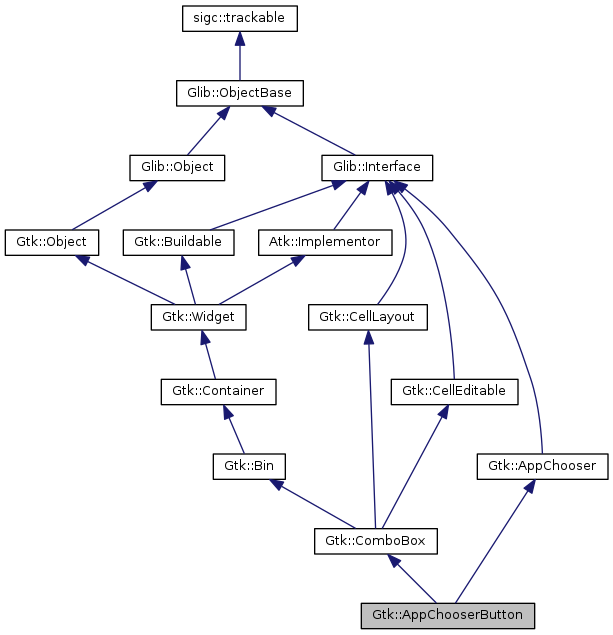 sigc::trackable
Glib::ObjectBase
Glib::Object
Glib::Interface
Gtk::Object
Gtk::Buildable
Atk::Implementor
Gtk::Widget
Gtk::CellLayout
Gtk::Container
Gtk::CellEditable
Gtk::Bin
Gtk::AppChooser
Gtk::ComboBox
Gtk::AppChooserButton